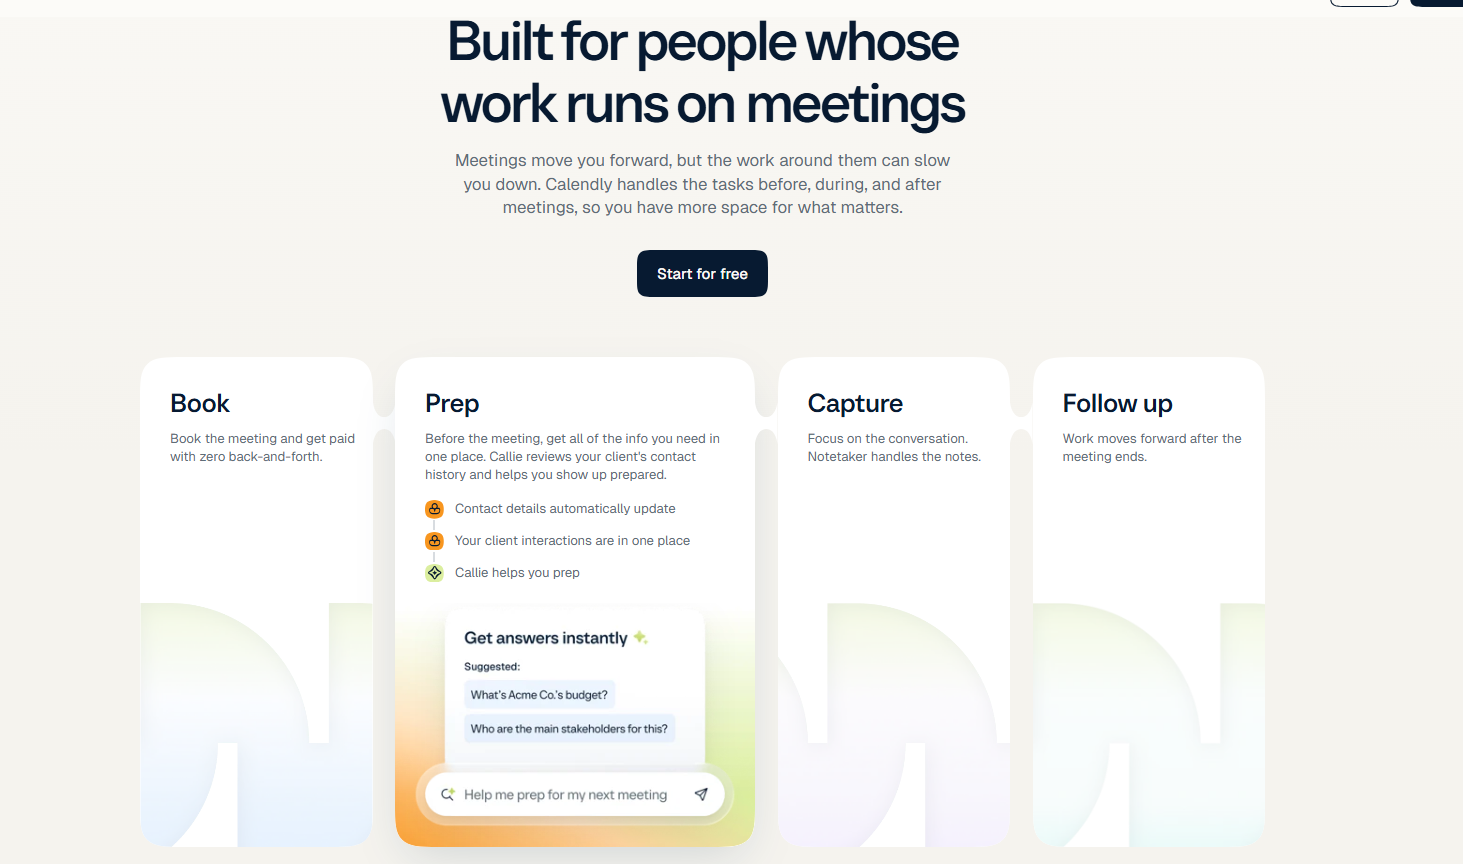 Built for people whose
work runs on meetings
Meetings move you forward, but the work around them can slow
you down. Calendly handles the tasks before, during, and after
meetings, so you have more space for what matters.
Start for free
Book
Book the meeting and get paid
with zero back-and-forth.
Prep
Before the meeting, get all of the info you need in
one place. Callie reviews your client's contact
history and helps you show up prepared.
Contact details automatically update
Your client interactions are in one place
Callie helps you prep
Get answers instantly
Suggested:
What's Acme Co.'s budget?
Who are the main stakeholders for this?
Help me prep for my next meeting
Capture
Focus on the conversation.
Notetaker handles the notes.
Follow up
Work moves forward after the
meeting ends.